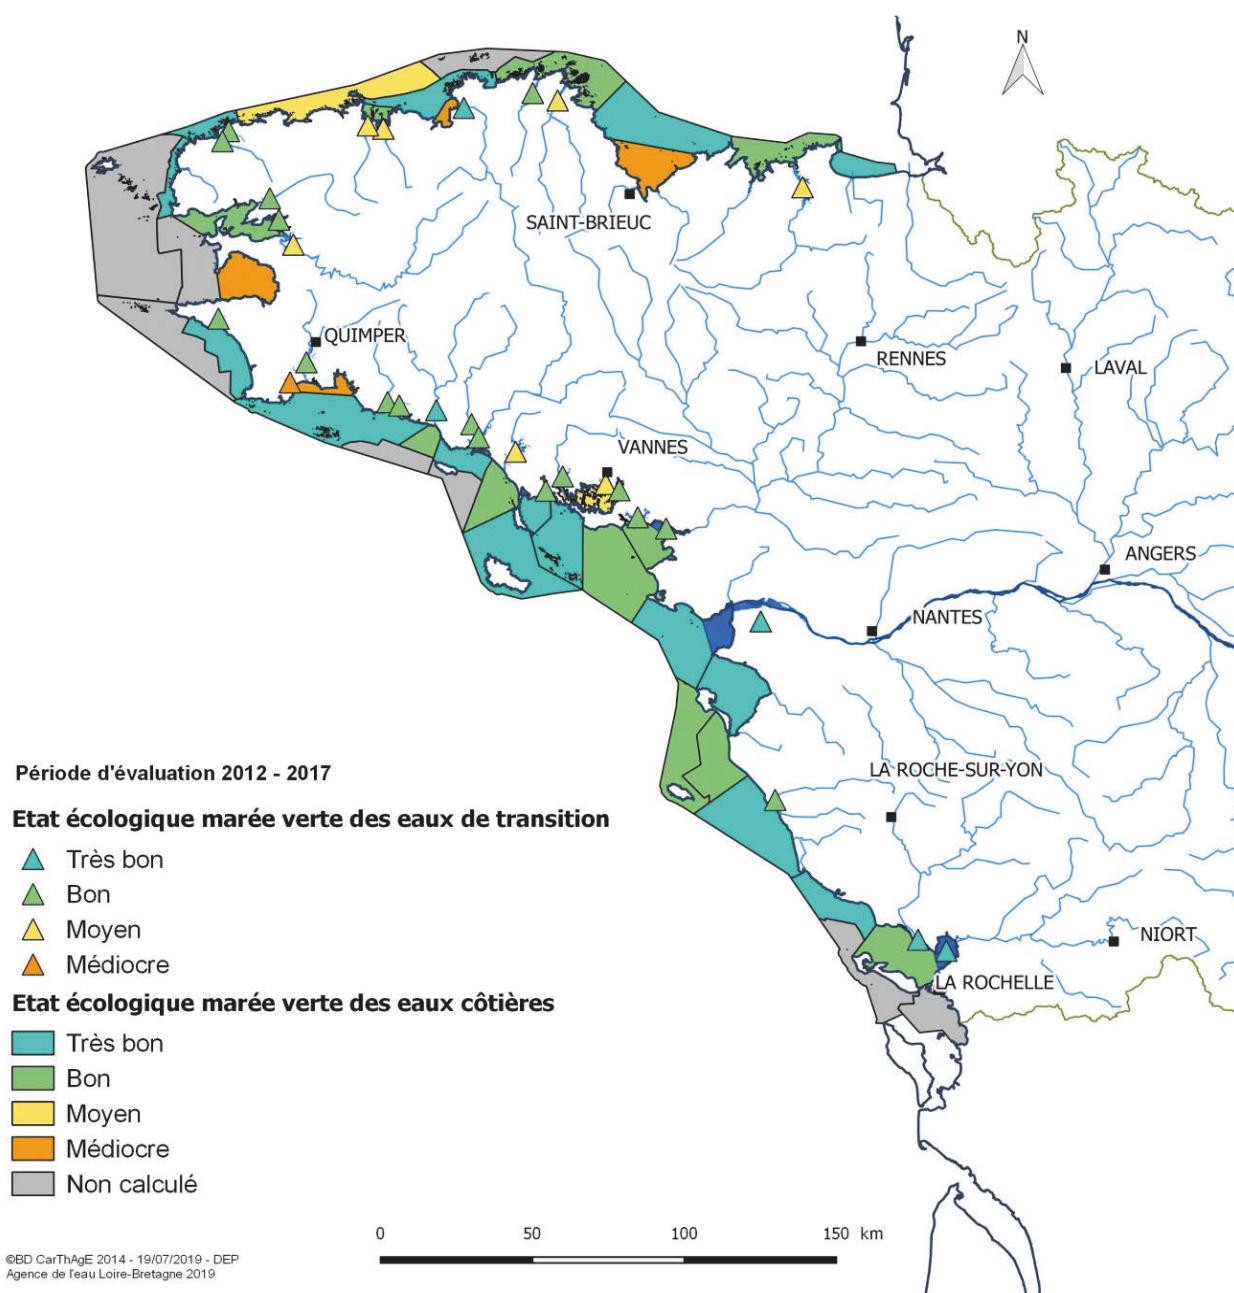 N
SAINT-BRIEUC
QUIMPER
RENNES
LAVAL
VANNES
ANGERS
NANTES
LA ROCHE-SUR-YON
NIORT
LA ROCHELLE
Période d'évaluation 2012 - 2017
Etat écologique marée verte des eaux de transition
Très bon
Bon
Moyen
Médiocre
Etat écologique marée verte des eaux côtières
Très bon
Bon
Moyen
Médiocre
Non calculé
0 50 100 150 km
©BD CarThAgE 2014 - 19/07/2019 - DEP
Agence de l'eau Loire-Bretagne 2019